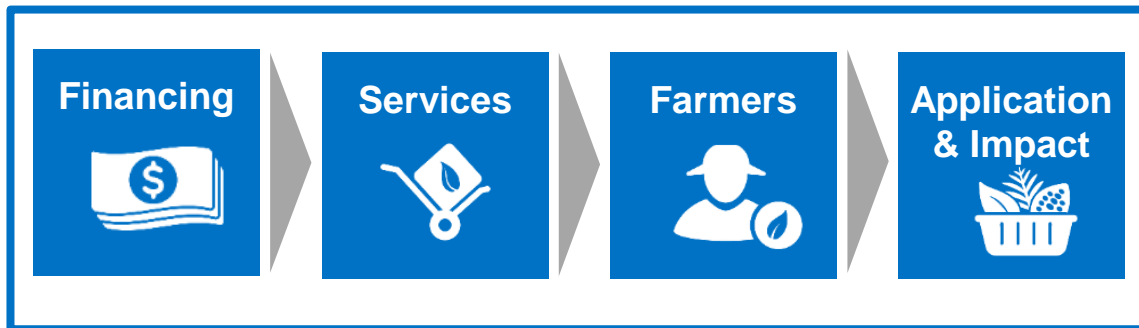 Financing
Services
Farmers
Application
& Impact
$